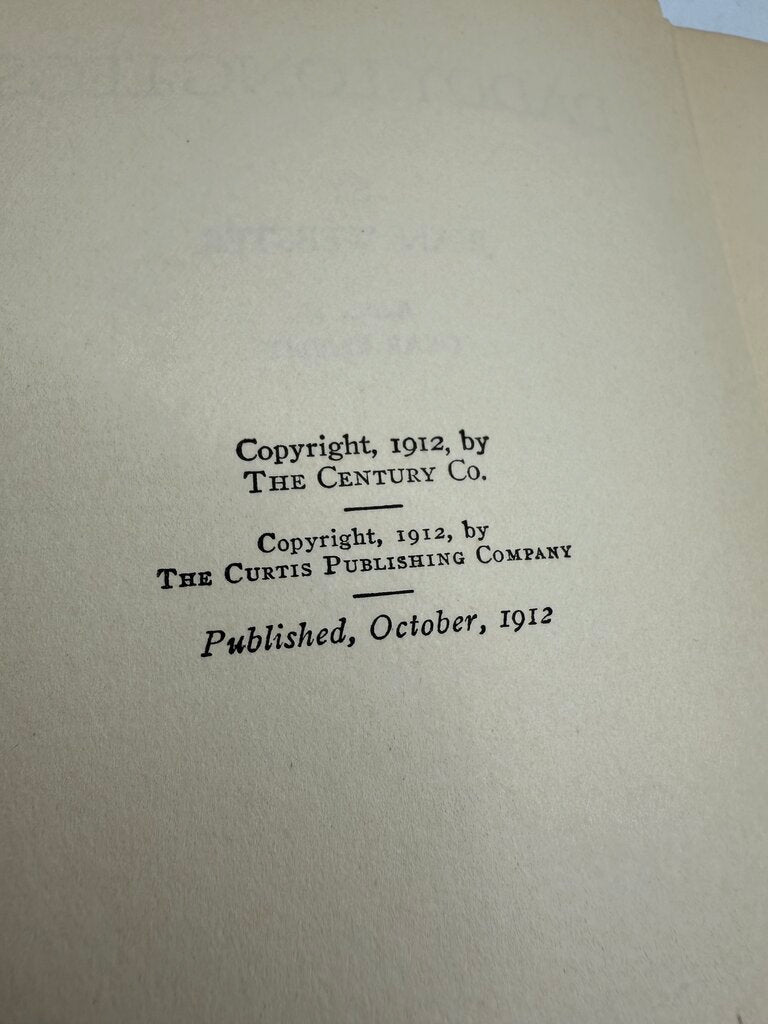 Copyright, 1912, by
THE CENTURY CO.
Copyright, 1912, by
THE CURTIS PUBLISHING COMPANY
Published, October, 1912